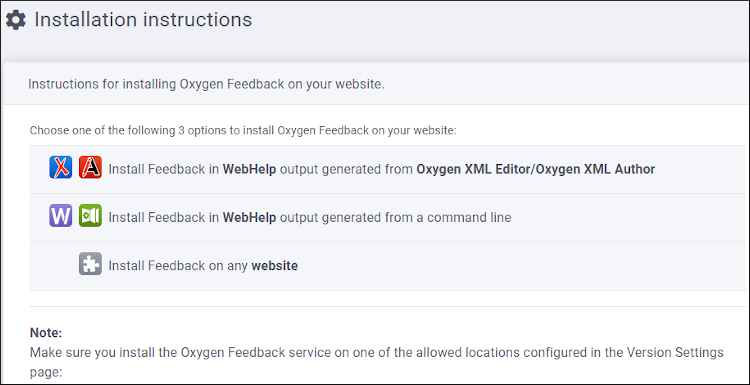 Installation instructions
Instructions for installing Oxygen Feedback on your website.
Choose one of the following 3 options to install Oxygen Feedback on your website:
X A Install Feedback in WebHelp output generated from Oxygen XML Editor/Oxygen XML Author
W Install Feedback in WebHelp output generated from a command line
Install Feedback on any website
Note:
Make sure you install the Oxygen Feedback service on one of the allowed locations configured in the Version Settings
page: